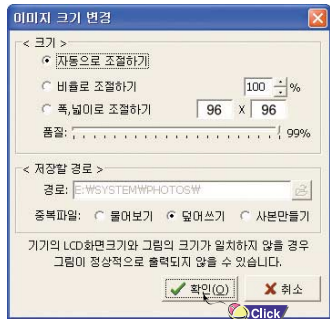 이미지 크기 변경
< 크기 >
자동으로 조절하기
비율로 조절하기 100 %
폭,넓이로 조절하기 96 X 96
품질: 99%
< 저장할 경로 >
경로: E:₩SYSTEM₩PHOTOS₩
중복파일: 물어보기 덮어쓰기 사본만들기
기기의 LCD화면크기와 그림의 크기가 일치하지 않을 경우
그림이 정상적으로 출력되지 않을 수 있습니다.
확인(O) 취소
Click